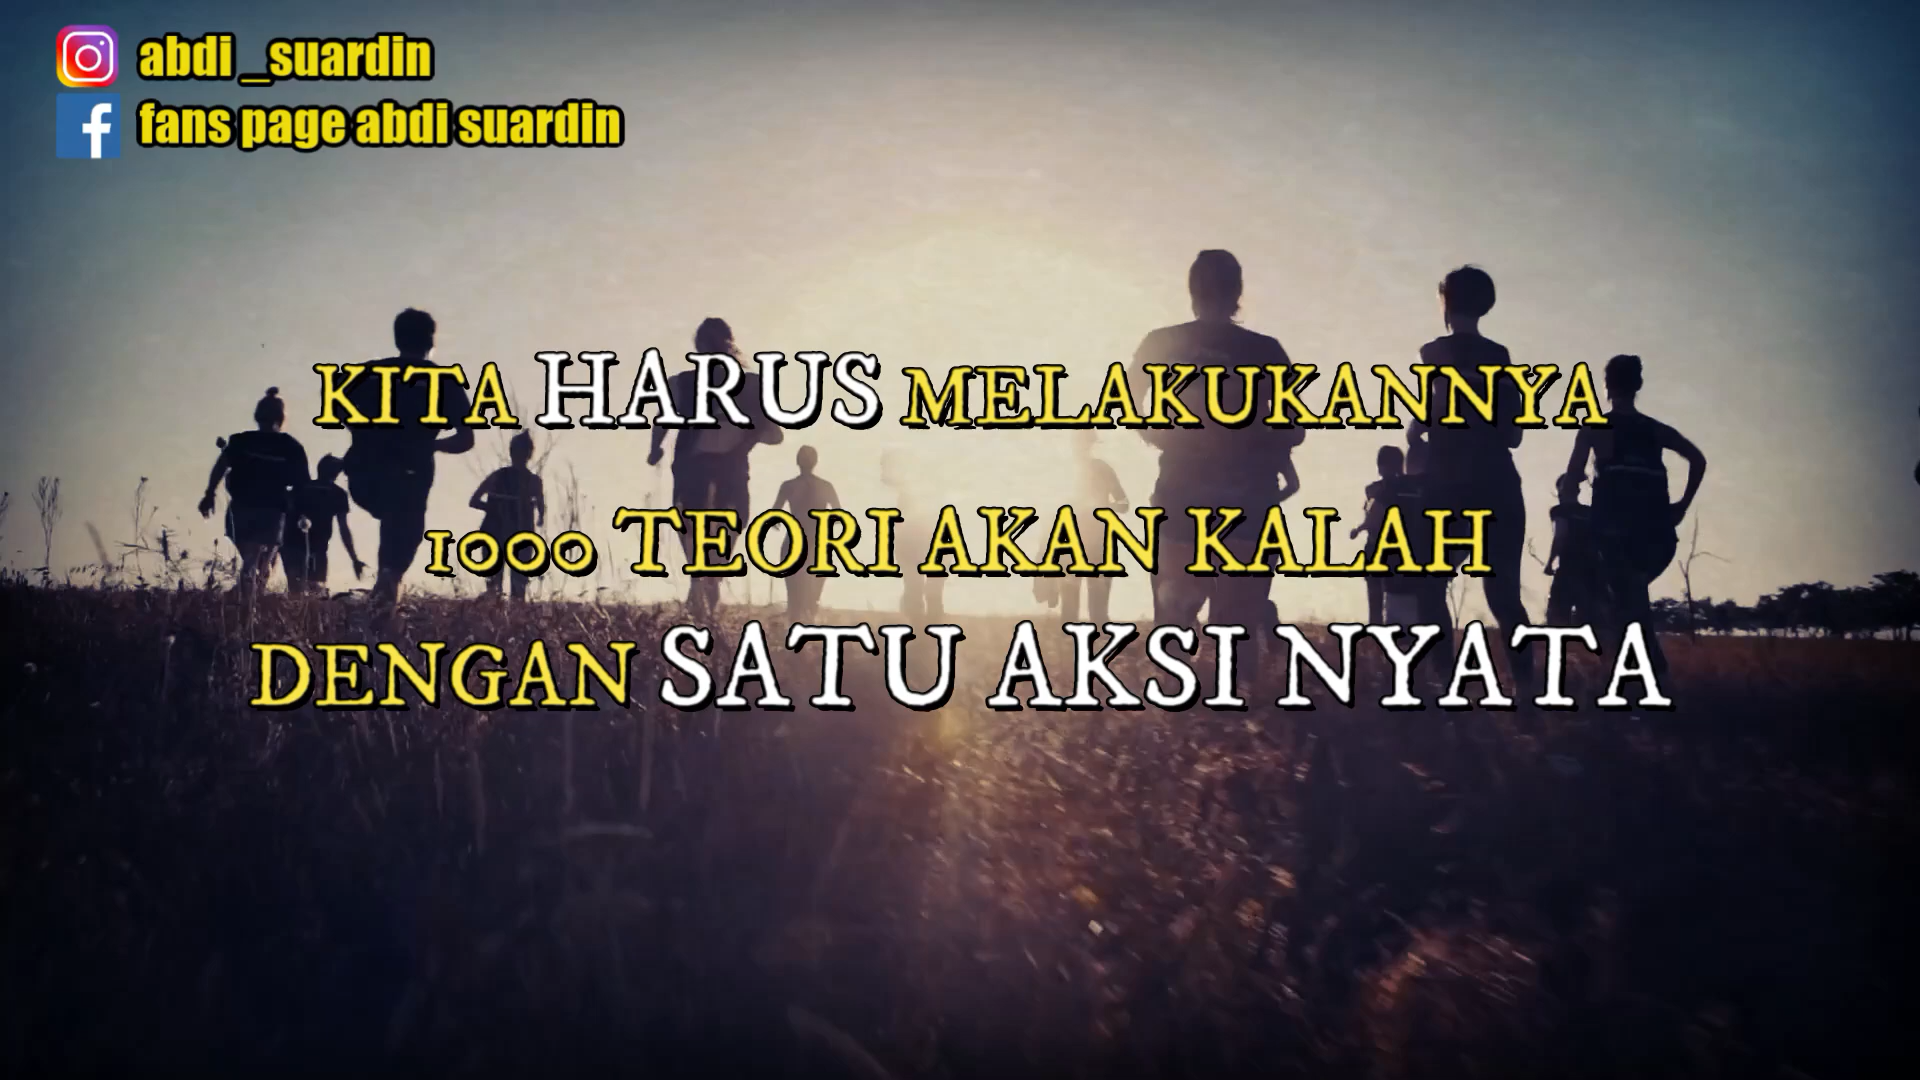 abdi _suardin
fans page abdi suardin
KITA HARUS MELAKUKANNYA
1000 TEORI AKAN KALAH
DENGAN SATU AKSI NYATA